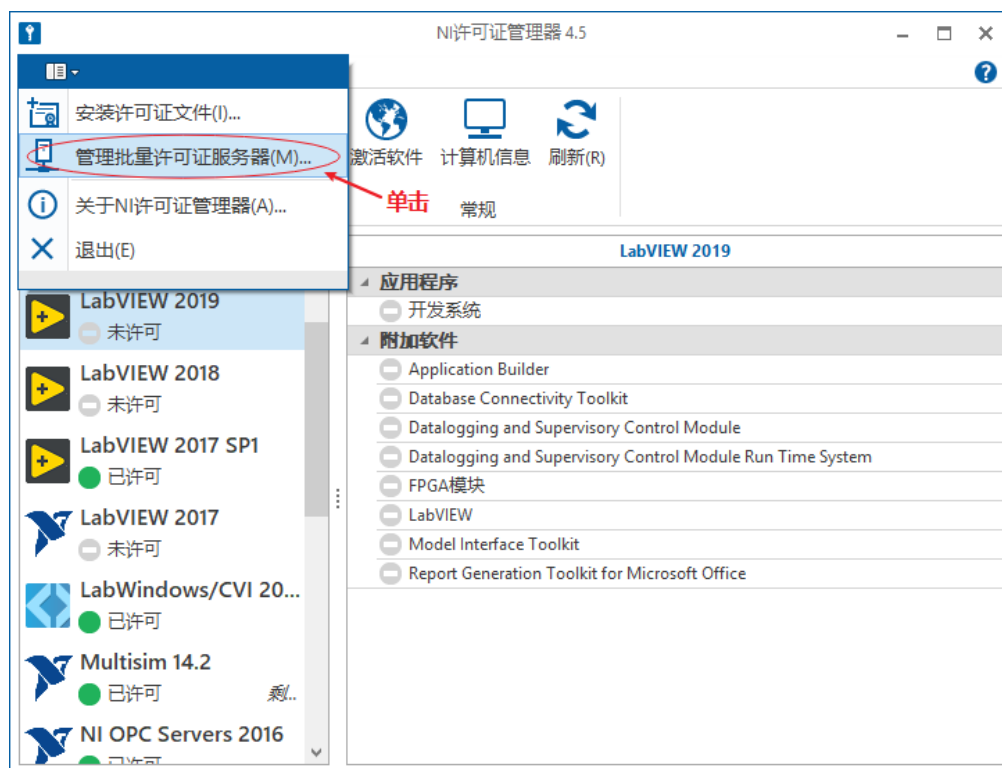 NI许可证管理器 4.5
安装许可证文件(I)...
管理批量许可证服务器(M)...
关于NI许可证管理器(A)...
退出(E)
单击
激活软件
计算机信息
刷新(R)
常规
LabVIEW 2019
未许可
LabVIEW 2018
未许可
LabVIEW 2017 SP1
已许可
LabVIEW 2017
未许可
LabWindows/CVI 20...
已许可
Multisim 14.2
已许可
剩...
NI OPC Servers 2016
已许可
LabVIEW 2019
应用程序
开发系统
附加软件
Application Builder
Database Connectivity Toolkit
Datalogging and Supervisory Control Module
Datalogging and Supervisory Control Module Run Time System
FPGA模块
LabVIEW
Model Interface Toolkit
Report Generation Toolkit for Microsoft Office